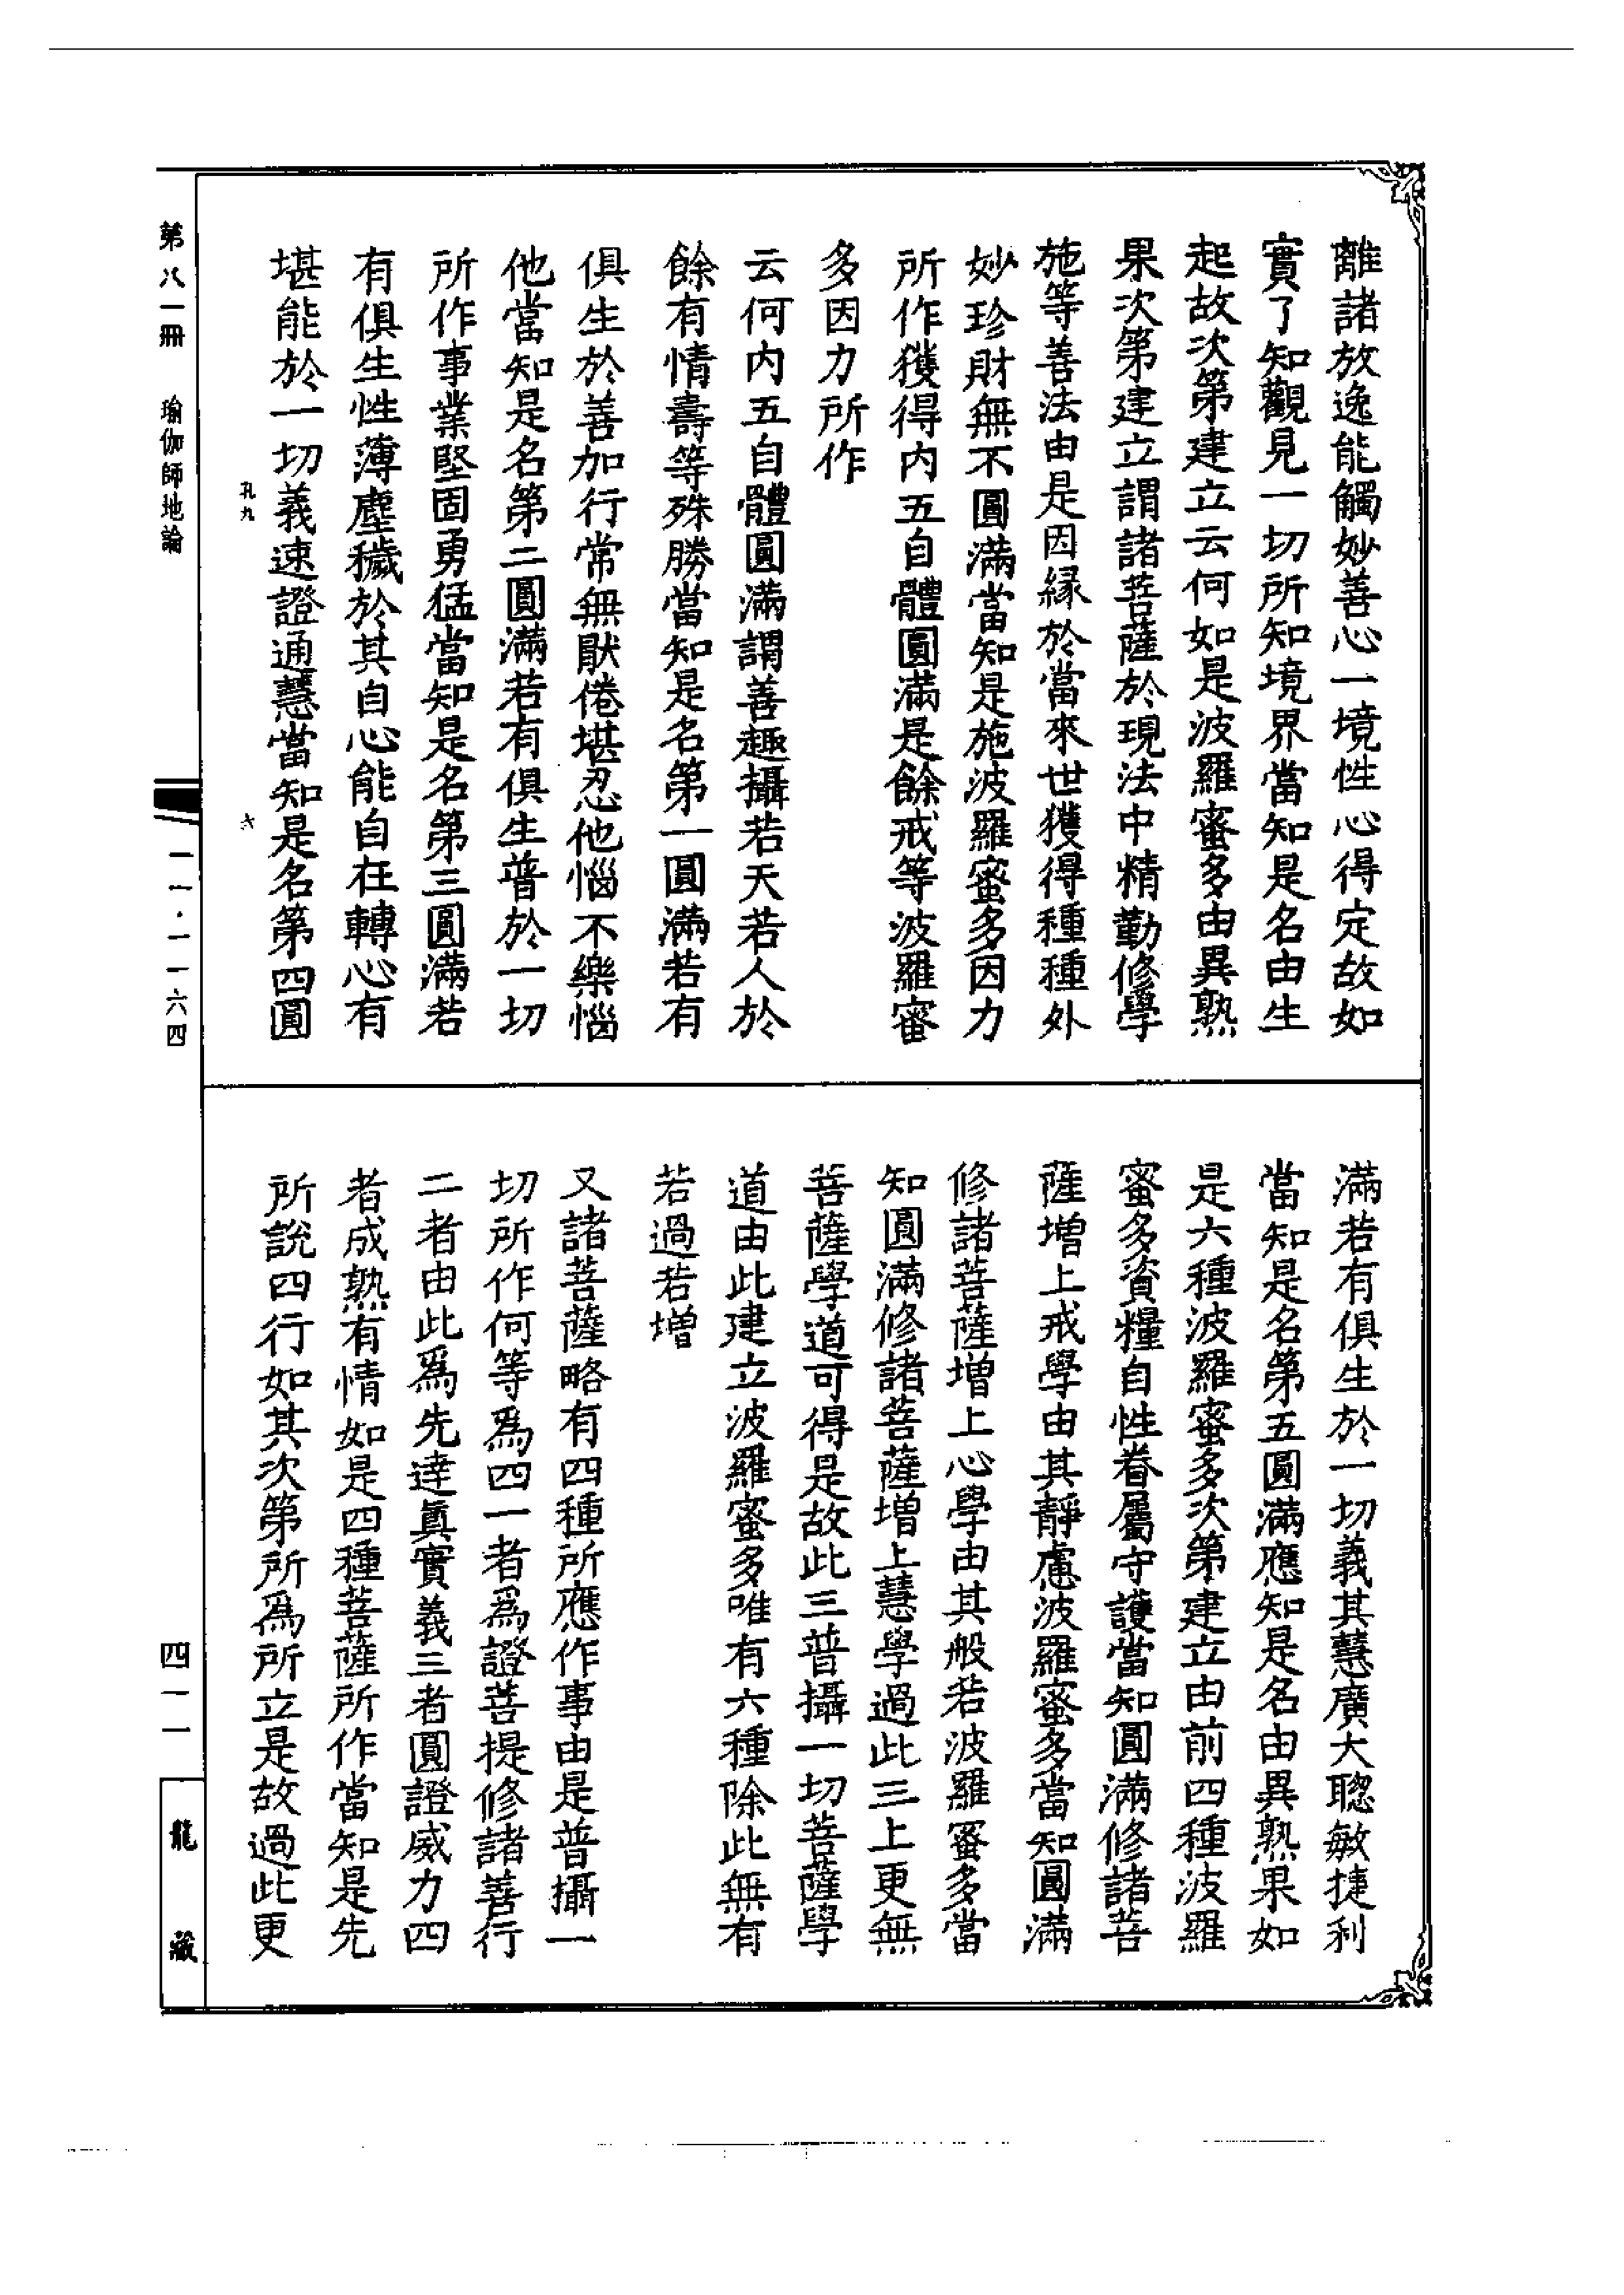 離諸放逸能觸妙善心一境性心得定故如
實了知觀見一切所知境界當知是名由生
起故次第建立云何如是波羅蜜多由異熟
果次第建立謂諸菩薩於現法中精勤修學
施等善法由是因緣於當來世獲得種種外
妙珍財無不圓滿當知是施波羅蜜多因力
所作獲得內五自體圓滿是餘戒等波羅蜜
多因力所作
云何內五自體圓滿謂善趣攝若天若人於
餘有情壽等殊勝當知是名第一圓滿若有
俱生於善加行常無猒倦堪忍他惱不樂惱
他當知是名第二圓滿若有俱生普於一切
所作事業堅固勇猛當知是名第三圓滿若
有俱生性薄塵穢於其自心能自在轉心有
堪能於一切義速證通慧當知是名第四圓
孔九
六
滿若有俱生於一切義其慧廣大聰敏捷利
當知是名第五圓滿應知是名由異熟果如
是六種波羅蜜多次第建立由前四種波羅
蜜多資糧自性眷屬守護當知圓滿修諸菩
薩增上戒學由其靜慮波羅蜜多當知圓滿
修諸菩薩增上心學由其般若波羅蜜多當
知圓滿修諸菩薩增上慧學過此三上更無
菩薩學道可得是故此三普攝一切菩薩學
道由此建立波羅蜜多唯有六種除此無有
若過若增
又諸菩薩略有四種所應作事由是普攝一
切所作何等為四一者為證菩提修諸善行
二者由此爲先達眞實義三者圓證威力四
者成熟有情如是四種菩薩所作當知是先
所說四行如其次第所爲所立是故過此更
第八一冊
瑜伽師地論
一一·一一六四
四一一
龍藏